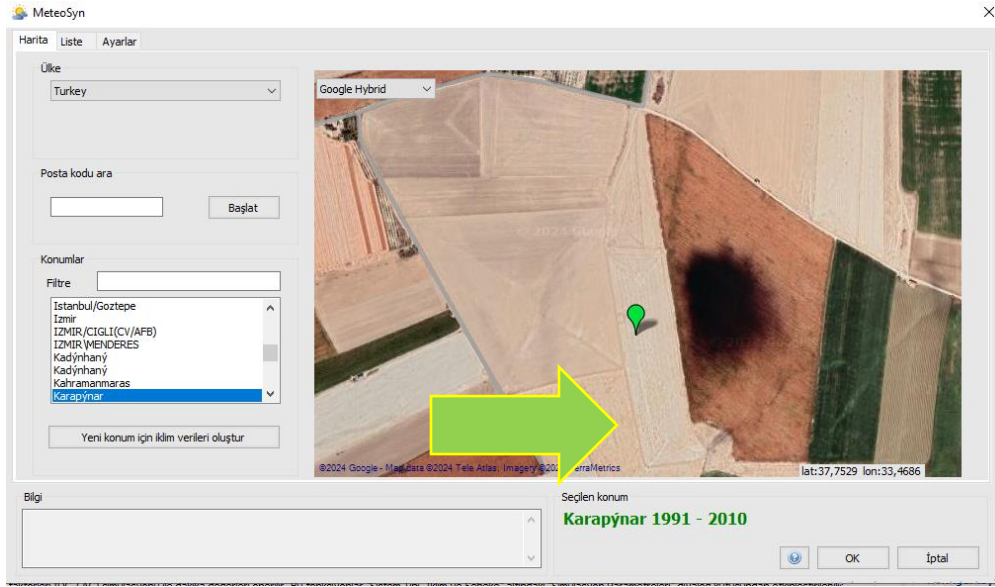 MeteoSyn
Harita Liste Ayarlar
Ülke
Turkey
Google Hybrid
Posta kodu ara
Başlat
© 2024 Google
Konumlar
Filtre
Istanbul/Goztepe
Izmir
IZMIR/CIGLI(CV/AFB)
IZMIR\MENDERES
Kadýnhaný
Kadýnhaný
Kahramanmaras
Karapýnar
Yeni konum için iklim verileri oluştur
©2024 Google - Map data ©2024 Tele Atlas, Imagery ©2024 TerraMetrics
lat:37,7529 lon:33,4686
Bilgi
Seçilen konum
Karapýnar 1991 - 2010
OK
İptal